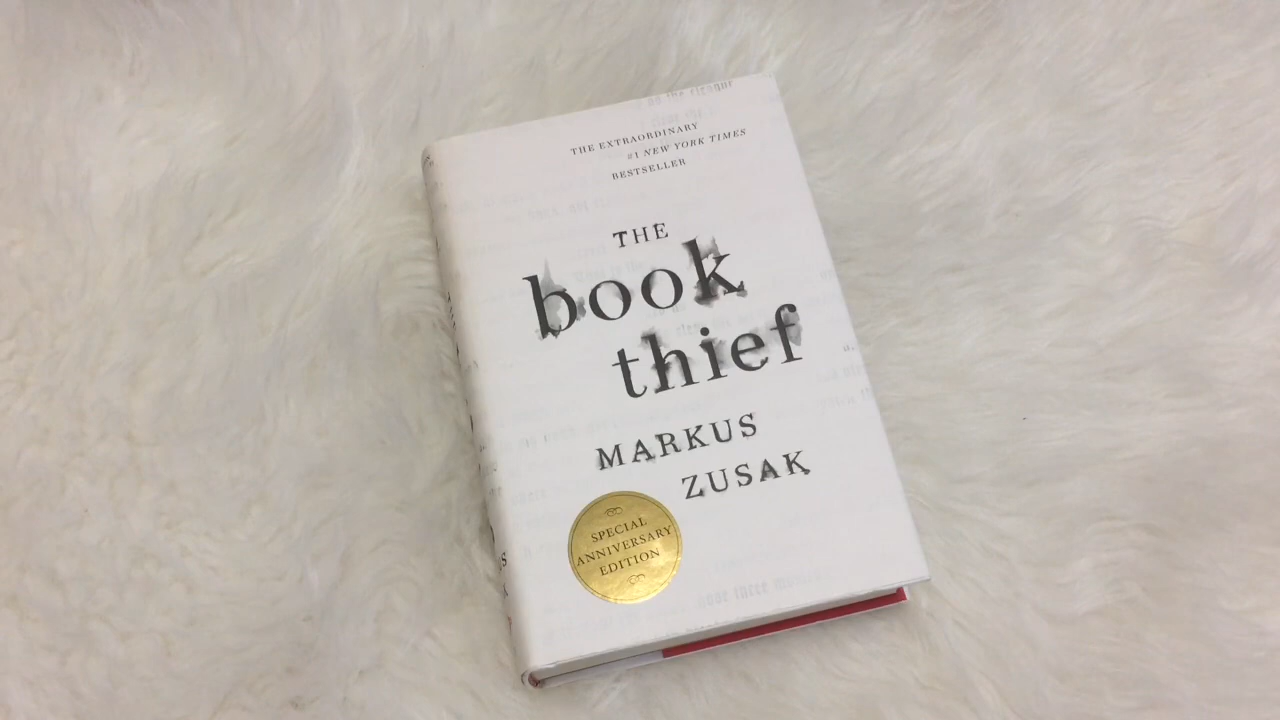 THE EXTRAORDINARY
#1 NEW YORK TIMES
BESTSELLER
THE
book
thief
MARKUS
ZUSAK
SPECIAL
ANNIVERSARY
EDITION